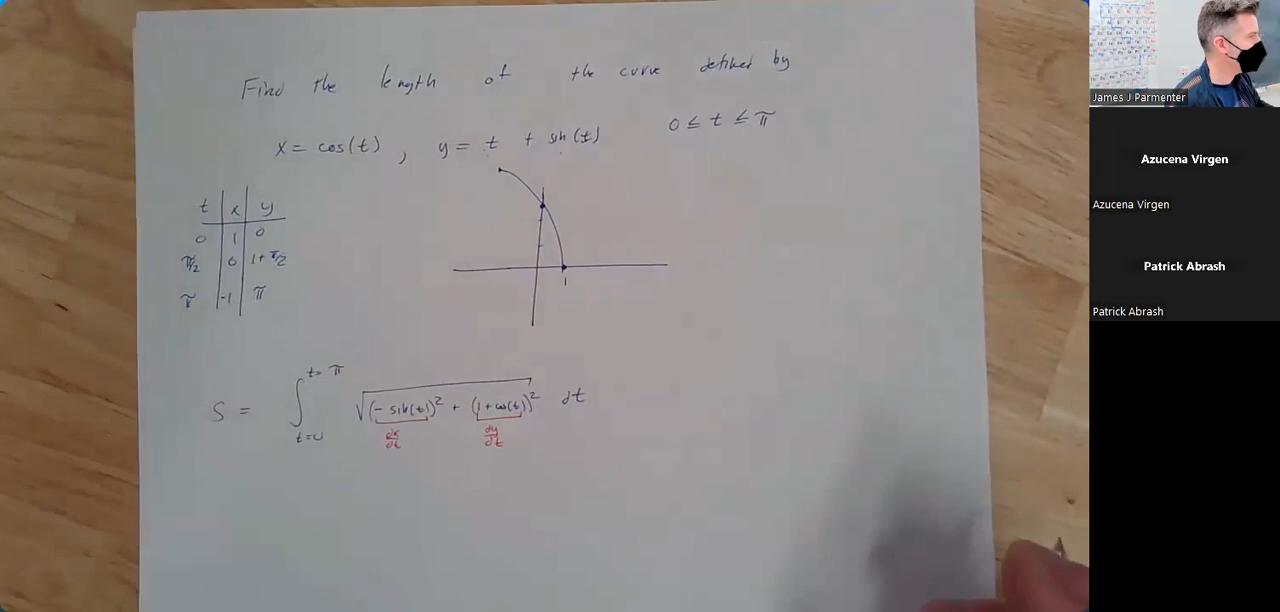 Find the length of the curve defined by
x = cos(t) , y = t + sin(t) 0 ≤ t ≤ π
t x y
0 1 0
π/2 0 1+π/2
π -1 π
1
S = ∫ t=0 t=π √(-sin(t))² + (1+cos(t))² dt
dx/dt dy/dt
James J Parmenter
Azucena Virgen
Azucena Virgen
Patrick Abrash
Patrick Abrash